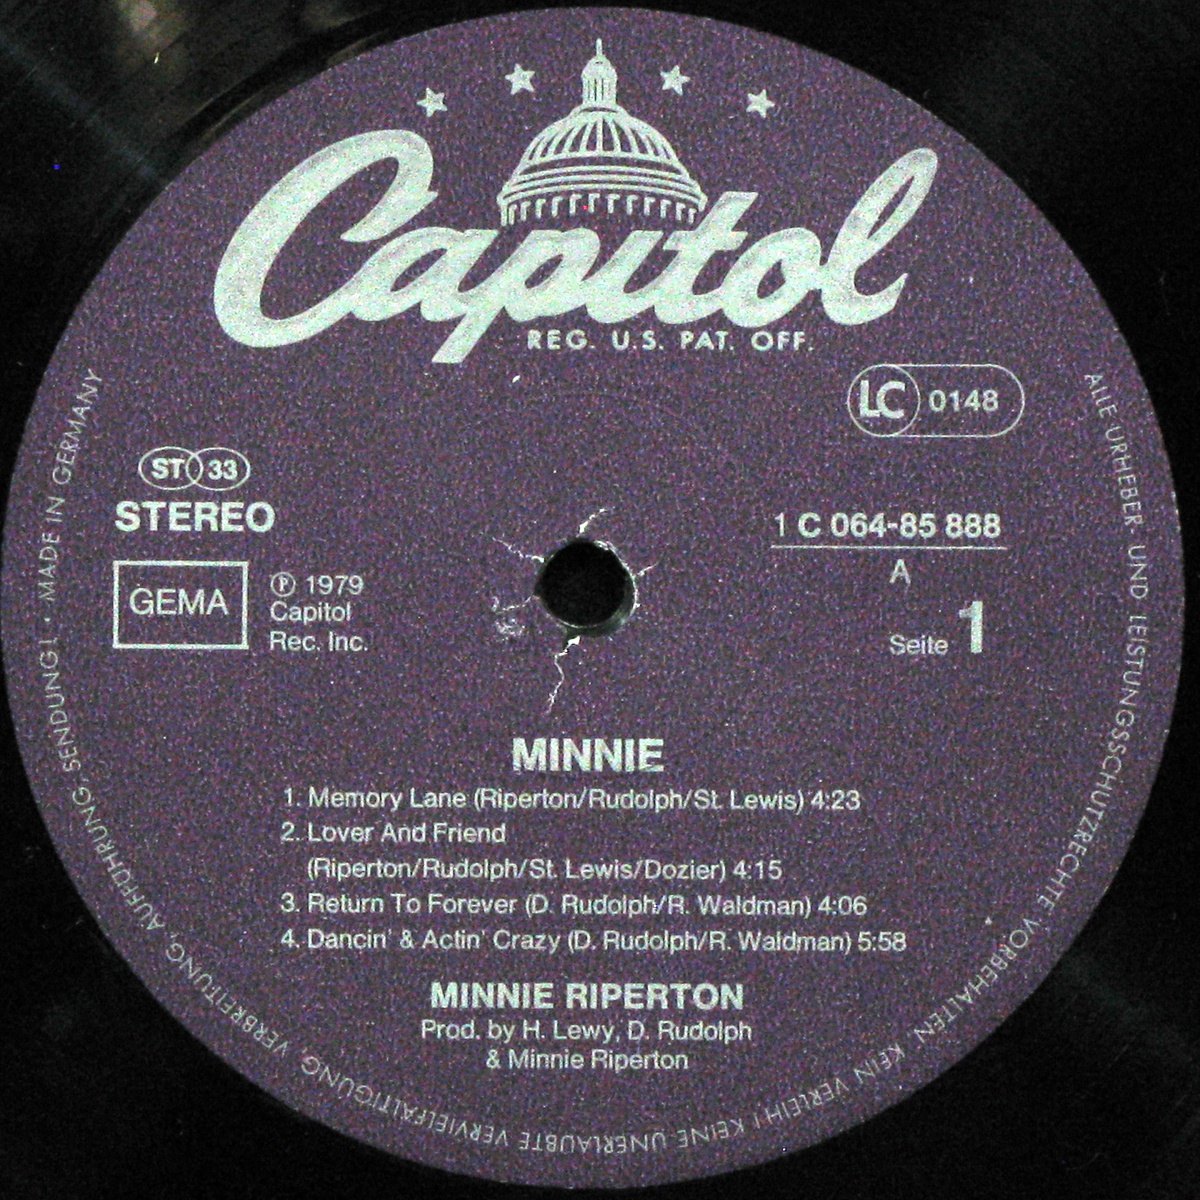 Capitol
REG. U.S. PAT. OFF.
LC 0148
ST 33
STEREO
GEMA
℗ 1979
Capitol
Rec. Inc.
1 C 064-85 888
A
Seite 1
MINNIE
1. Memory Lane (Riperton/Rudolph/St. Lewis) 4:23
2. Lover And Friend
(Riperton/Rudolph/St. Lewis/Dozier) 4:15
3. Return To Forever (D. Rudolph/R. Waldman) 4:06
4. Dancin' & Actin' Crazy (D. Rudolph/R. Waldman) 5:58
MINNIE RIPERTON
Prod. by H. Lewy, D. Rudolph
& Minnie Riperton
ALLE URHEBER UND LEISTUNGSSCHUTZRECHTE VORBEHALTEN KEIN VERLEIH! KEINE UNERLAUBTE VERVIELFÄLTIGUNG, VERBREITUNG, AUFFÜHRUNG, SENDUNG! • MADE IN GERMANY